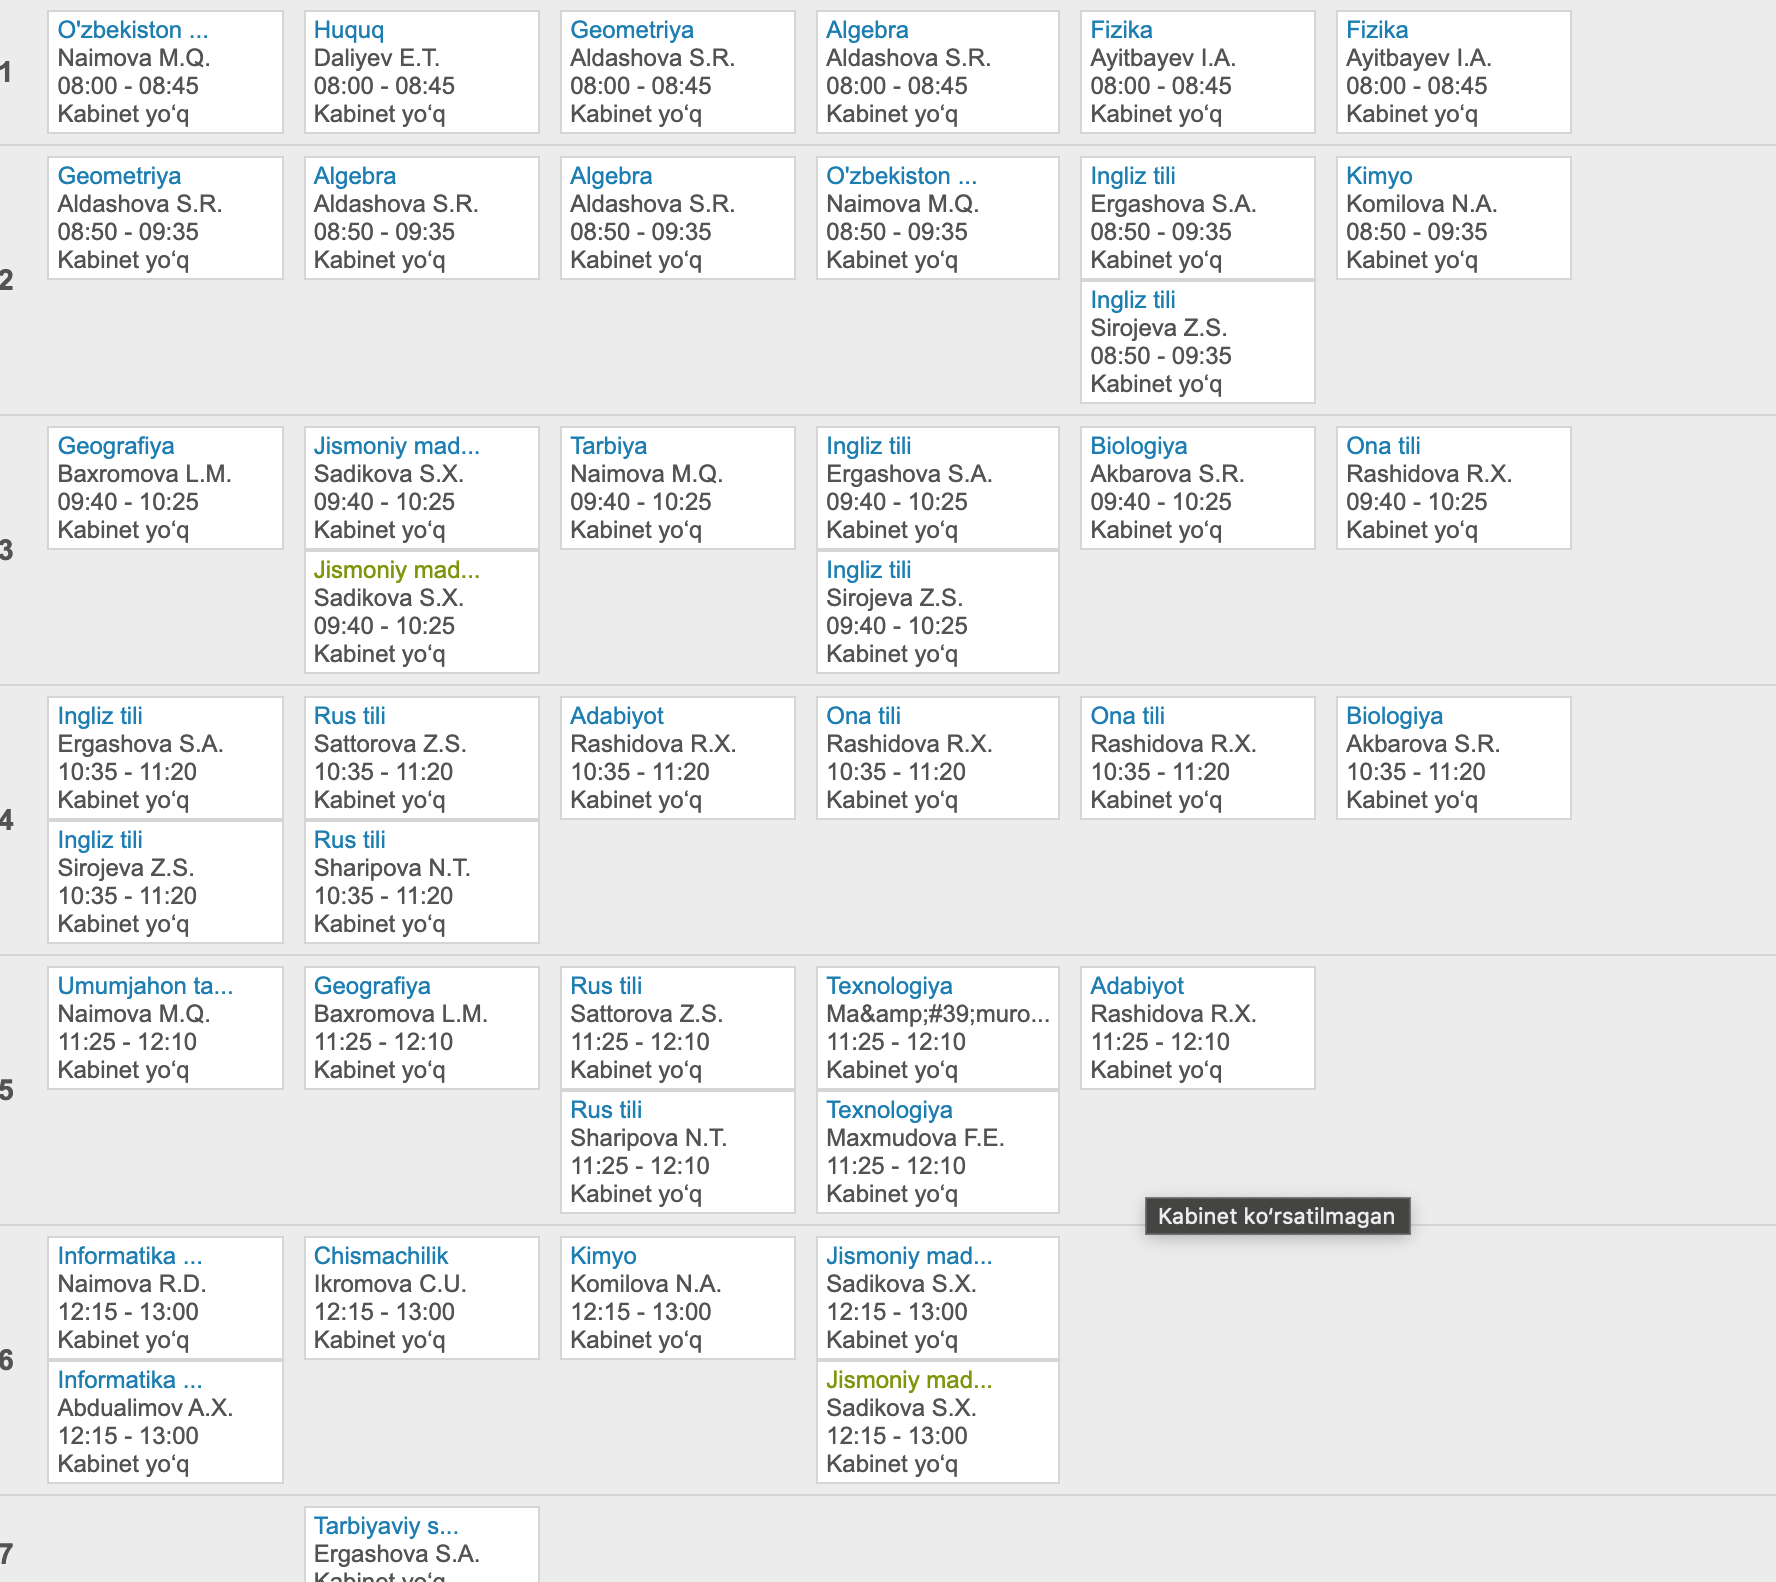 1
O'zbekiston ...
Naimova M.Q.
08:00 - 08:45
Kabinet yo‘q
Huquq
Daliyev E.T.
08:00 - 08:45
Kabinet yo‘q
Geometriya
Aldashova S.R.
08:00 - 08:45
Kabinet yo‘q
Algebra
Aldashova S.R.
08:00 - 08:45
Kabinet yo‘q
Fizika
Ayitbayev I.A.
08:00 - 08:45
Kabinet yo‘q
Fizika
Ayitbayev I.A.
08:00 - 08:45
Kabinet yo‘q
2
Geometriya
Aldashova S.R.
08:50 - 09:35
Kabinet yo‘q
Algebra
Aldashova S.R.
08:50 - 09:35
Kabinet yo‘q
Algebra
Aldashova S.R.
08:50 - 09:35
Kabinet yo‘q
O'zbekiston ...
Naimova M.Q.
08:50 - 09:35
Kabinet yo‘q
Ingliz tili
Ergashova S.A.
08:50 - 09:35
Kabinet yo‘q
Ingliz tili
Sirojeva Z.S.
08:50 - 09:35
Kabinet yo‘q
Kimyo
Komilova N.A.
08:50 - 09:35
Kabinet yo‘q
3
Geografiya
Baxromova L.M.
09:40 - 10:25
Kabinet yo‘q
Jismoniy mad...
Sadikova S.X.
09:40 - 10:25
Kabinet yo‘q
Jismoniy mad...
Sadikova S.X.
09:40 - 10:25
Kabinet yo‘q
Tarbiya
Naimova M.Q.
09:40 - 10:25
Kabinet yo‘q
Ingliz tili
Ergashova S.A.
09:40 - 10:25
Kabinet yo‘q
Ingliz tili
Sirojeva Z.S.
09:40 - 10:25
Kabinet yo‘q
Biologiya
Akbarova S.R.
09:40 - 10:25
Kabinet yo‘q
Ona tili
Rashidova R.X.
09:40 - 10:25
Kabinet yo‘q
4
Ingliz tili
Ergashova S.A.
10:35 - 11:20
Kabinet yo‘q
Ingliz tili
Sirojeva Z.S.
10:35 - 11:20
Kabinet yo‘q
Rus tili
Sattorova Z.S.
10:35 - 11:20
Kabinet yo‘q
Rus tili
Sharipova N.T.
10:35 - 11:20
Kabinet yo‘q
Adabiyot
Rashidova R.X.
10:35 - 11:20
Kabinet yo‘q
Ona tili
Rashidova R.X.
10:35 - 11:20
Kabinet yo‘q
Ona tili
Rashidova R.X.
10:35 - 11:20
Kabinet yo‘q
Biologiya
Akbarova S.R.
10:35 - 11:20
Kabinet yo‘q
5
Umumjahon ta...
Naimova M.Q.
11:25 - 12:10
Kabinet yo‘q
Geografiya
Baxromova L.M.
11:25 - 12:10
Kabinet yo‘q
Rus tili
Sattorova Z.S.
11:25 - 12:10
Kabinet yo‘q
Rus tili
Sharipova N.T.
11:25 - 12:10
Kabinet yo‘q
Texnologiya
Ma&amp;#39;muro...
11:25 - 12:10
Kabinet yo‘q
Texnologiya
Maxmudova F.E.
11:25 - 12:10
Kabinet yo‘q
Adabiyot
Rashidova R.X.
11:25 - 12:10
Kabinet yo‘q
Kabinet ko‘rsatilmagan
6
Informatika ...
Naimova R.D.
12:15 - 13:00
Kabinet yo‘q
Informatika ...
Abdualimov A.X.
12:15 - 13:00
Kabinet yo‘q
Chismachilik
Ikromova C.U.
12:15 - 13:00
Kabinet yo‘q
Kimyo
Komilova N.A.
12:15 - 13:00
Kabinet yo‘q
Jismoniy mad...
Sadikova S.X.
12:15 - 13:00
Kabinet yo‘q
Jismoniy mad...
Sadikova S.X.
12:15 - 13:00
Kabinet yo‘q
7
Tarbiyaviy s...
Ergashova S.A.
Kabinet yo‘q